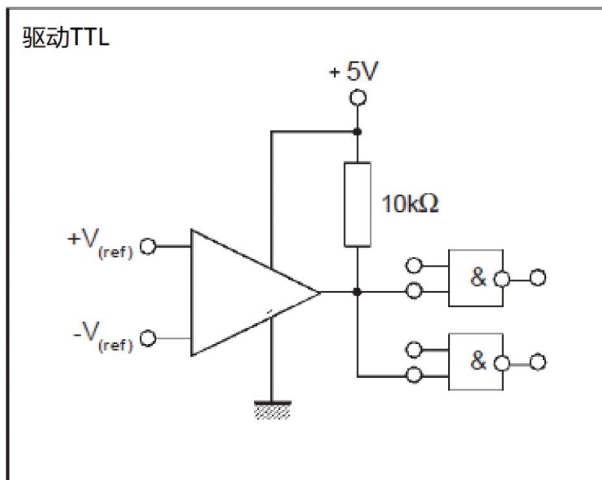 驱动TTL
+5V
10kΩ
+V(ref)
&
-V(ref)
&